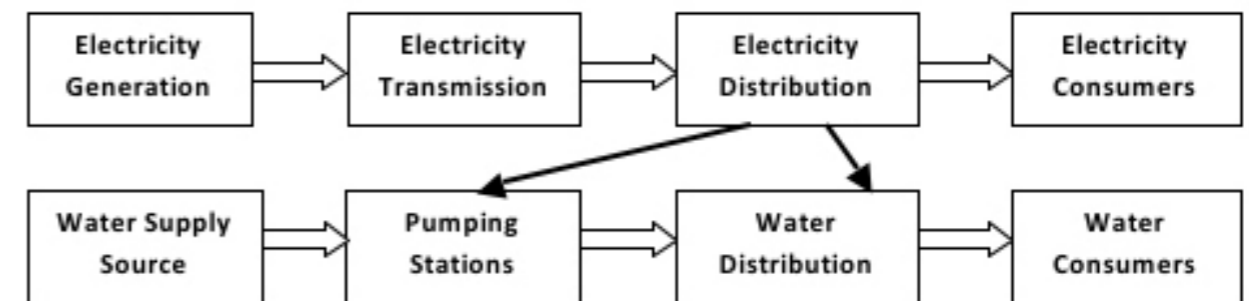 Electricity
Generation
Electricity
Transmission
Electricity
Distribution
Electricity
Consumers
Water Supply
Source
Pumping
Stations
Water
Distribution
Water
Consumers